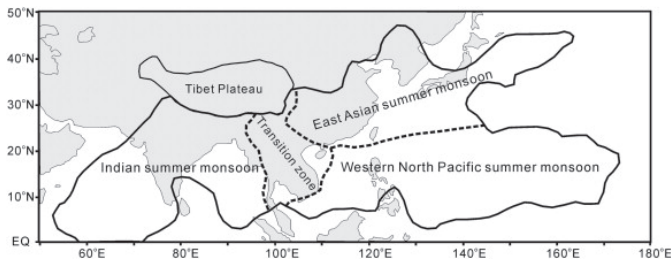 50°N
40°N
30°N
20°N
10°N
EQ
Tibet Plateau
East Asian summer monsoon
Transition zone
Indian summer monsoon
Western North Pacific summer monsoon
60°E
80°E
100°E
120°E
140°E
160°E
180°E